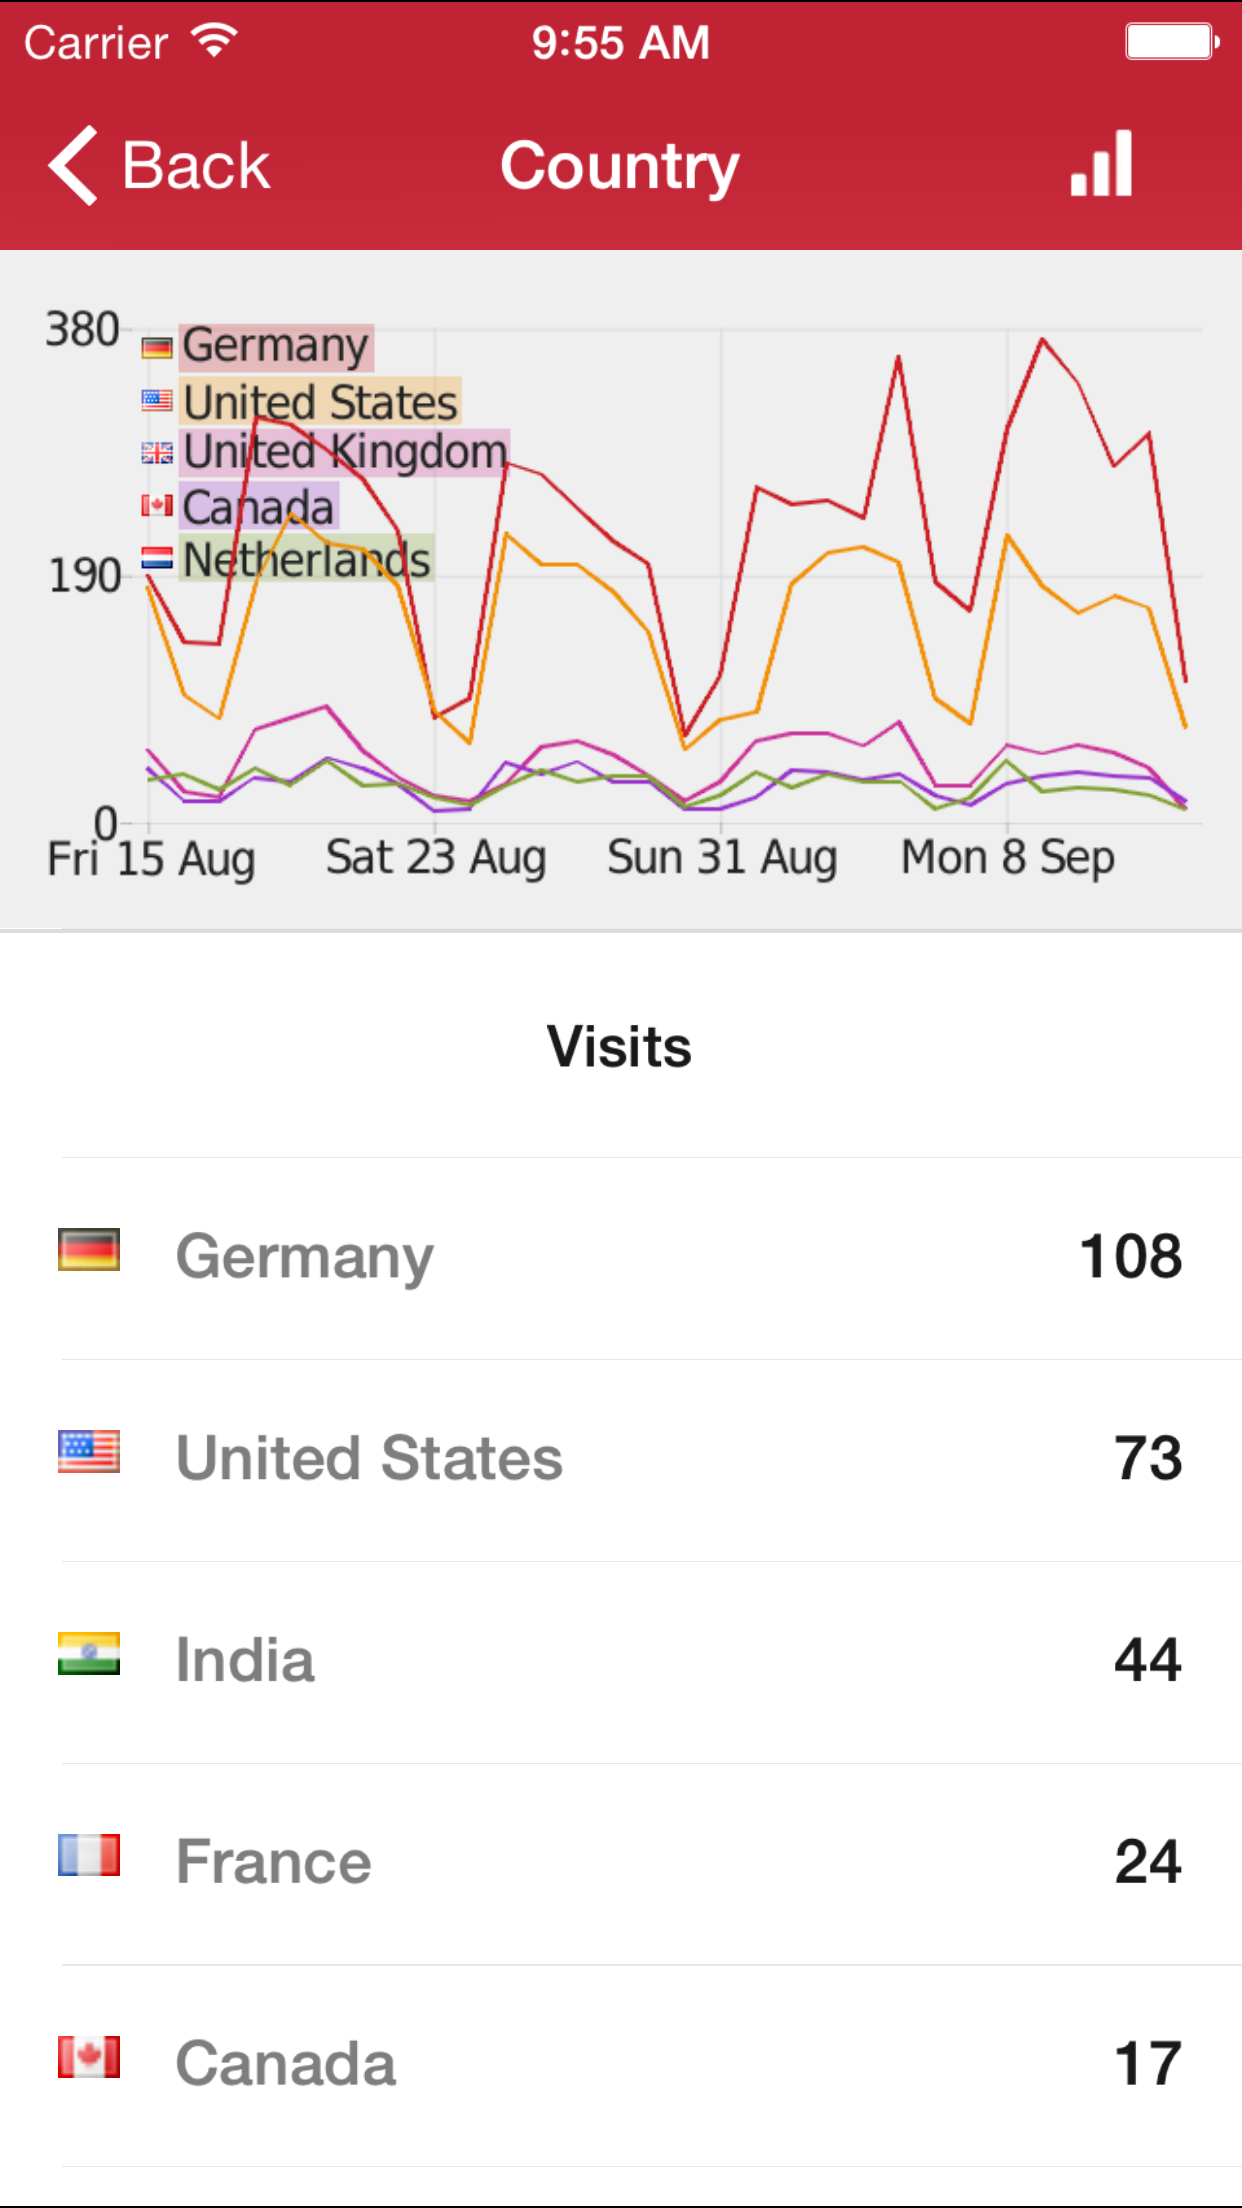 Carrier 9:55 AM
Back Country
380
Germany
United States
United Kingdom
Canada
Netherlands
190
0
Fri 15 Aug Sat 23 Aug Sun 31 Aug Mon 8 Sep
Visits
Germany 108
United States 73
India 44
France 24
Canada 17